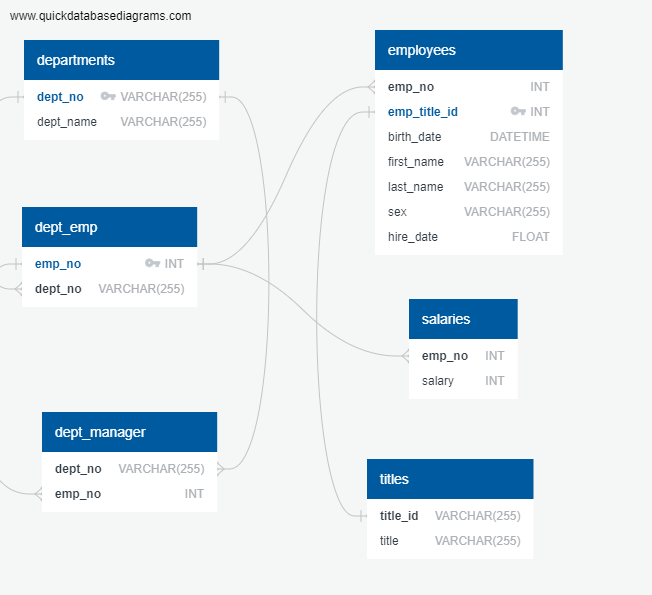 www.quickdatabasediagrams.com
departments
dept_no VARCHAR(255)
dept_name VARCHAR(255)
employees
emp_no INT
emp_title_id INT
birth_date DATETIME
first_name VARCHAR(255)
last_name VARCHAR(255)
sex VARCHAR(255)
hire_date FLOAT
dept_emp
emp_no INT
dept_no VARCHAR(255)
salaries
emp_no INT
salary INT
dept_manager
dept_no VARCHAR(255)
emp_no INT
titles
title_id VARCHAR(255)
title VARCHAR(255)